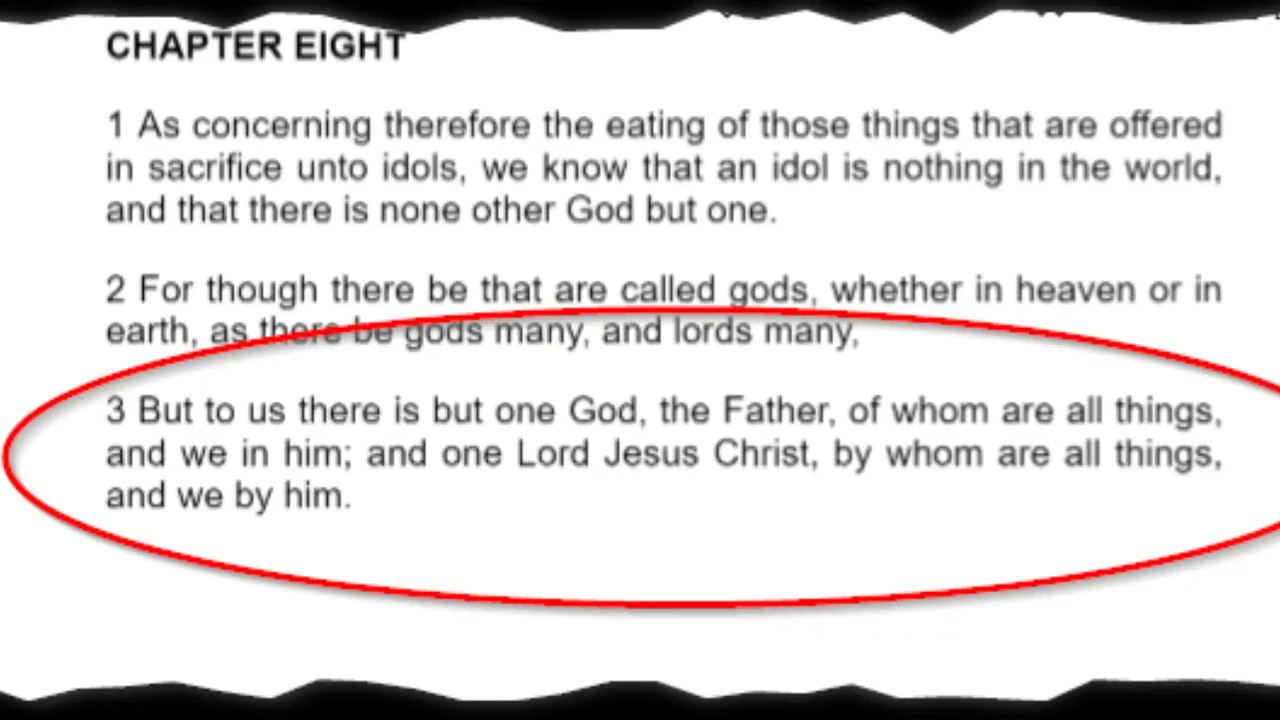 CHAPTER EIGHT
1 As concerning therefore the eating of those things that are offered
in sacrifice unto idols, we know that an idol is nothing in the world,
and that there is none other God but one.
2 For though there be that are called gods, whether in heaven or in
earth, as there be gods many, and lords many,
3 But to us there is but one God, the Father, of whom are all things,
and we in him; and one Lord Jesus Christ, by whom are all things,
and we by him.